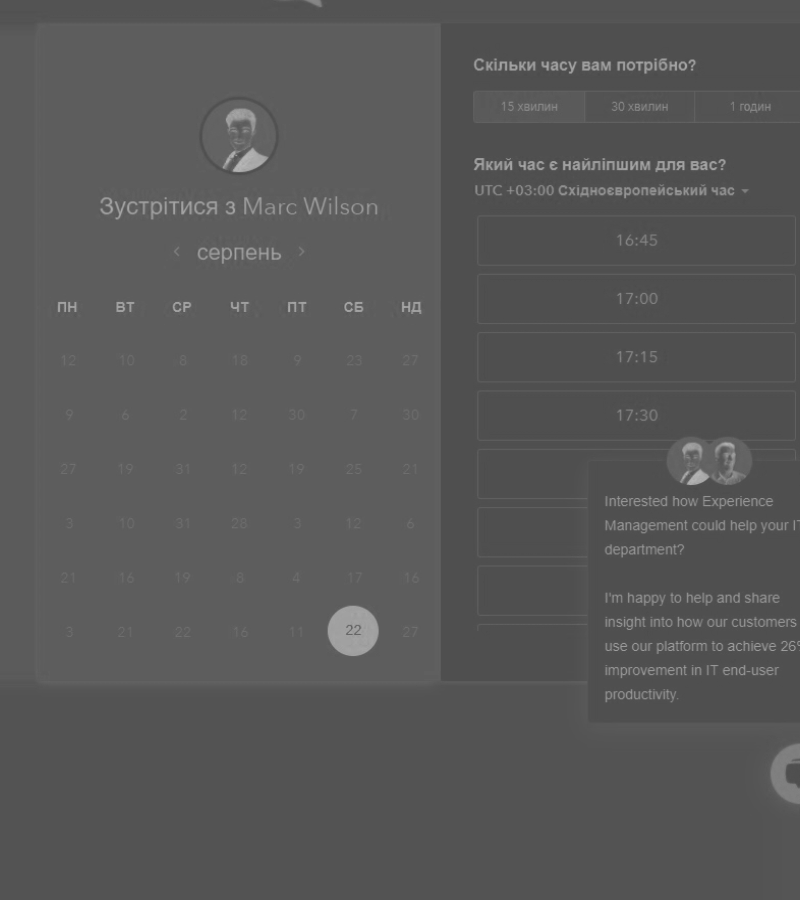 Зустрітися з Marc Wilson
серпень
ПН ВТ СР ЧТ ПТ СБ НД
12 10 8 18 9 23 27
9 6 2 12 30 7 30
27 19 31 12 19 25 21
3 10 31 28 3 12 6
21 16 19 8 4 17 16
3 21 22 16 11 22 27
Скільки часу вам потрібно?
15 хвилин 30 хвилин 1 годин
Який час є найліпшим для вас?
UTC +03:00 Східноєвропейський час
16:45
17:00
17:15
17:30
Interested how Experience
Management could help your IT
department?
I'm happy to help and share
insight into how our customers
use our platform to achieve 26%
improvement in IT end-user
productivity.